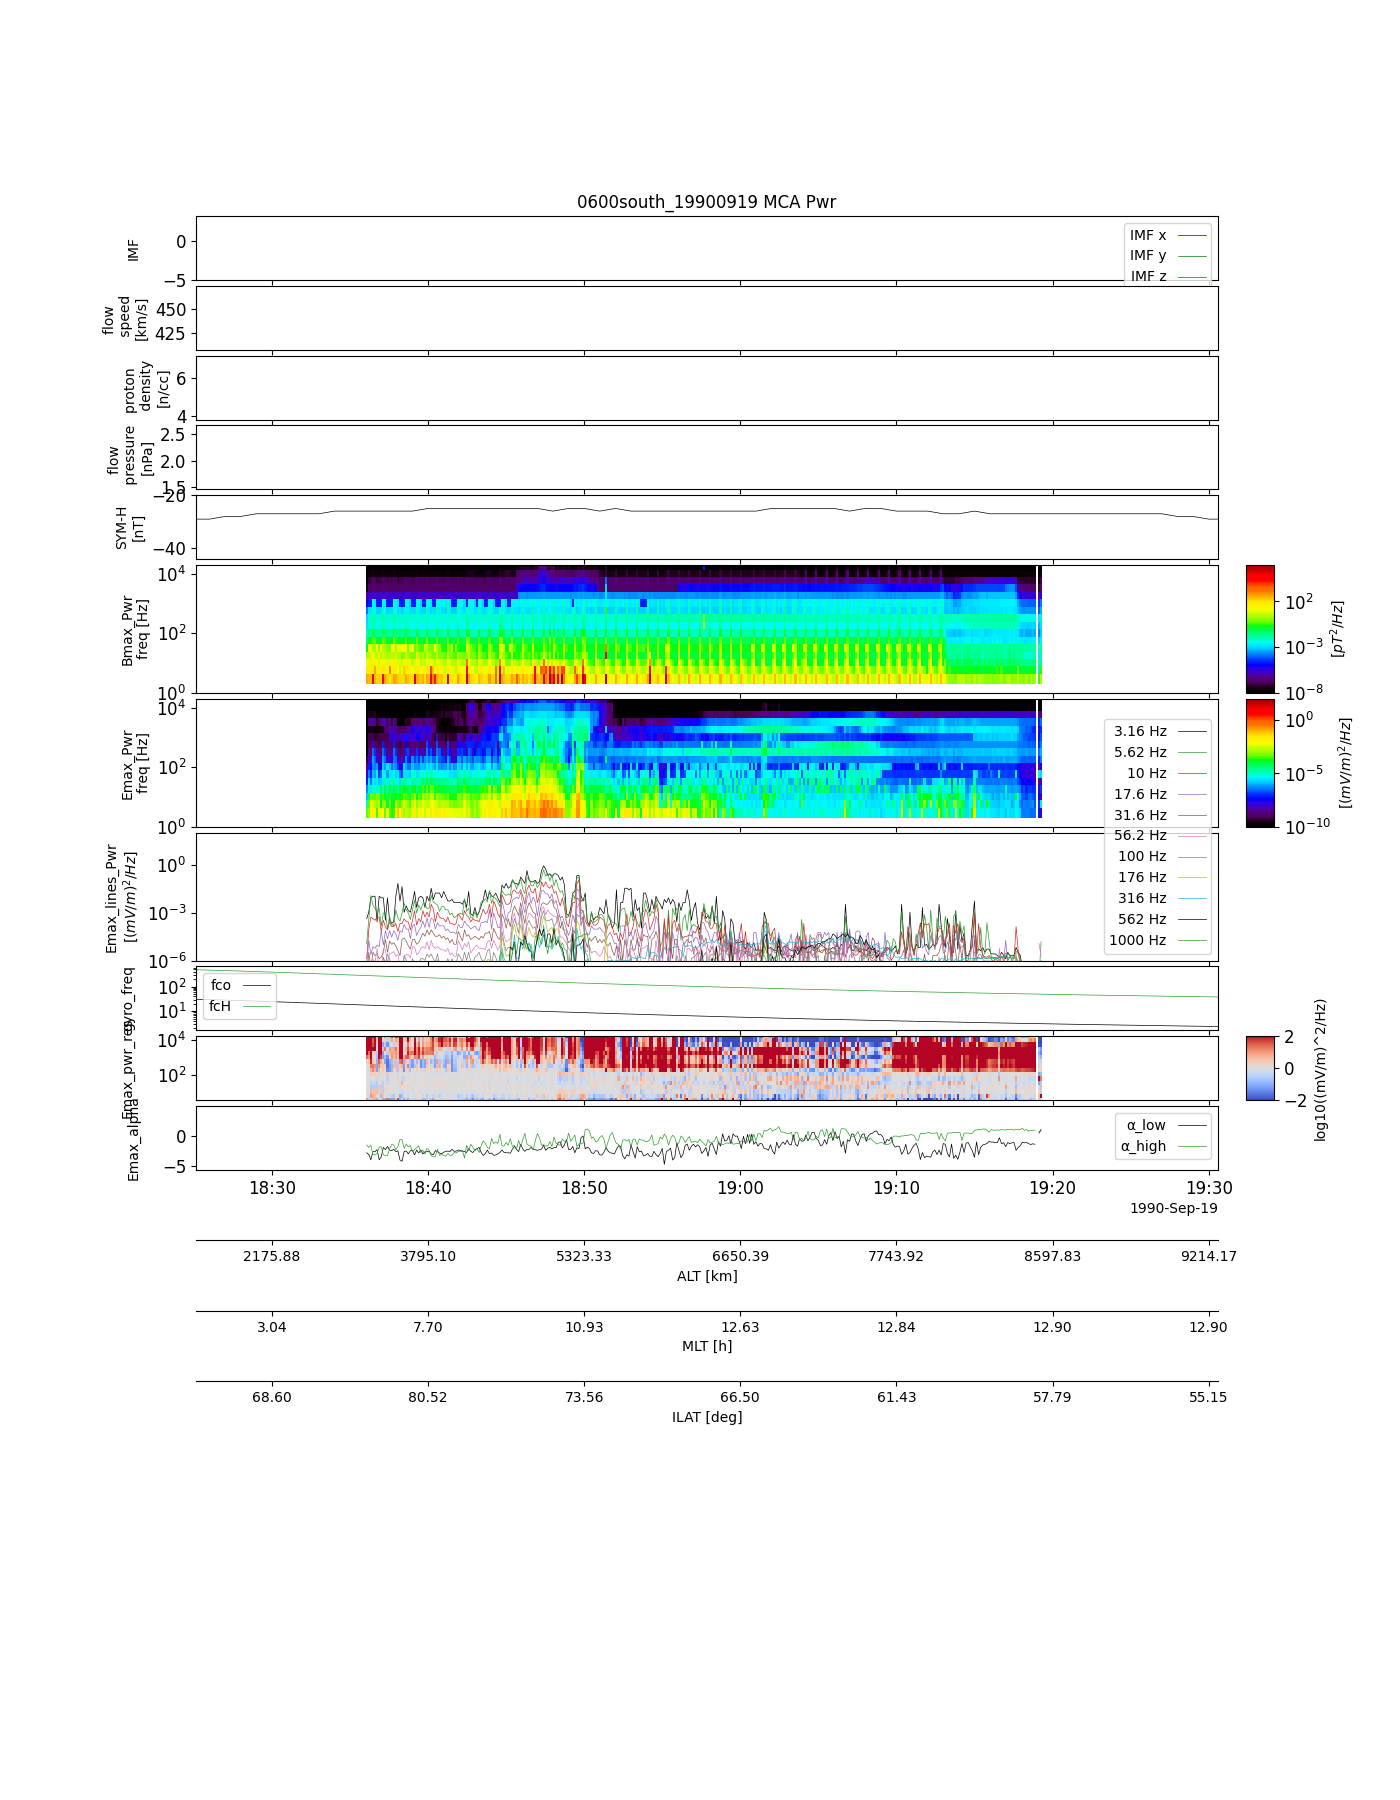 0600south_19900919 MCA Pwr
IMF
0
−5
IMF x
IMF y
IMF z
flow
speed
[km/s]
450
425
proton
density
[n/cc]
6
4
flow
pressure
[nPa]
2.5
2.0
1.5
SYM-H
[nT]
−20
−40
Bmax_Pwr
freq [Hz]
10^4
10^2
10^0
10^2
10^−3
10^−8
[pT^2/Hz]
Emax_Pwr
freq [Hz]
10^4
10^2
10^0
10^0
10^−5
10^−10
[(mV/m)^2/Hz]
3.16 Hz
5.62 Hz
10 Hz
17.6 Hz
31.6 Hz
56.2 Hz
100 Hz
176 Hz
316 Hz
562 Hz
1000 Hz
Emax_lines_Pwr
[(mV/m)^2/Hz]
10^0
10^−3
10^−6
gyro_freq
10^2
10^1
fco
fcH
10^4
10^2
2
0
−2
log10((mV/m)^2/Hz)
Emax_alpha
0
−5
α_low
α_high
18:30 18:40 18:50 19:00 19:10 19:20 19:30
1990-Sep-19
2175.88 3795.10 5323.33 6650.39 7743.92 8597.83 9214.17
ALT [km]
3.04 7.70 10.93 12.63 12.84 12.90 12.90
MLT [h]
68.60 80.52 73.56 66.50 61.43 57.79 55.15
ILAT [deg]